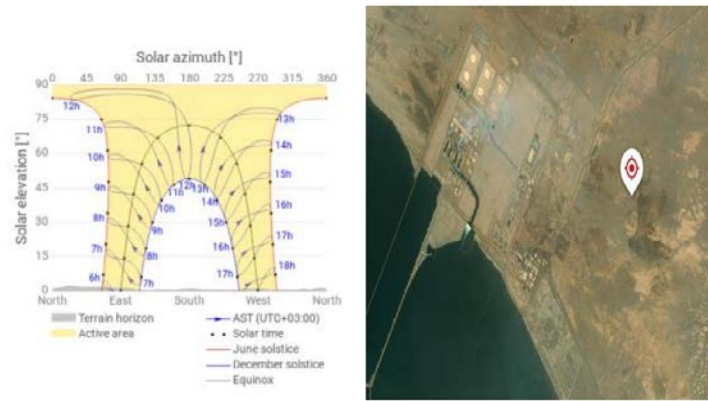 Solar azimuth [°]
0 45 90 135 180 225 270 315 360
Solar elevation [°]
90
75
60
45
30
15
0
12h
11h
10h
9h
8h
7h
6h
13h
14h
15h
16h
17h
18h
12h
11h
13h
10h
14h
9h
15h
8h
16h
7h
17h
North East South West North
Terrain horizon
Active area
AST (UTC+03:00)
Solar time
June solstice
December solstice
Equinox